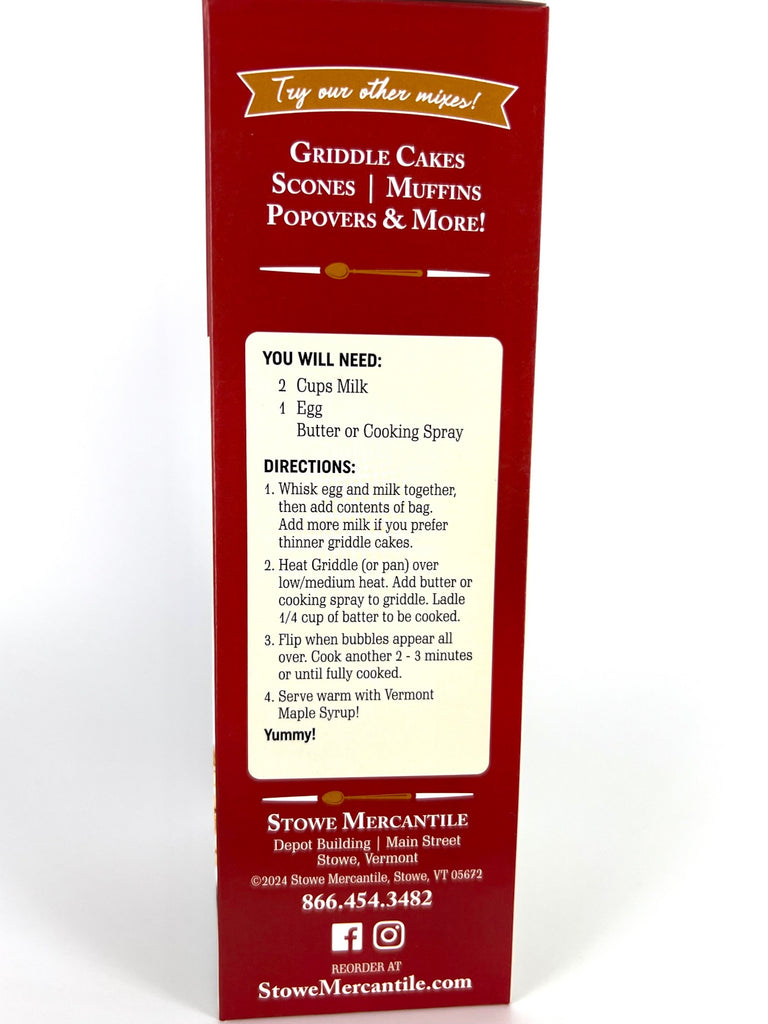 Try our other mixes!
GRIDDLE CAKES
SCONES | MUFFINS
POPOVERS & MORE!
YOU WILL NEED:
2 Cups Milk
1 Egg
Butter or Cooking Spray
DIRECTIONS:
1. Whisk egg and milk together,
then add contents of bag.
Add more milk if you prefer
thinner griddle cakes.
2. Heat Griddle (or pan) over
low/medium heat. Add butter or
cooking spray to griddle. Ladle
1/4 cup of batter to be cooked.
3. Flip when bubbles appear all
over. Cook another 2 - 3 minutes
or until fully cooked.
4. Serve warm with Vermont
Maple Syrup!
Yummy!
STOWE MERCANTILE
Depot Building | Main Street
Stowe, Vermont
©2024 Stowe Mercantile, Stowe, VT 05672
866.454.3482
REORDER AT
StoweMercantile.com